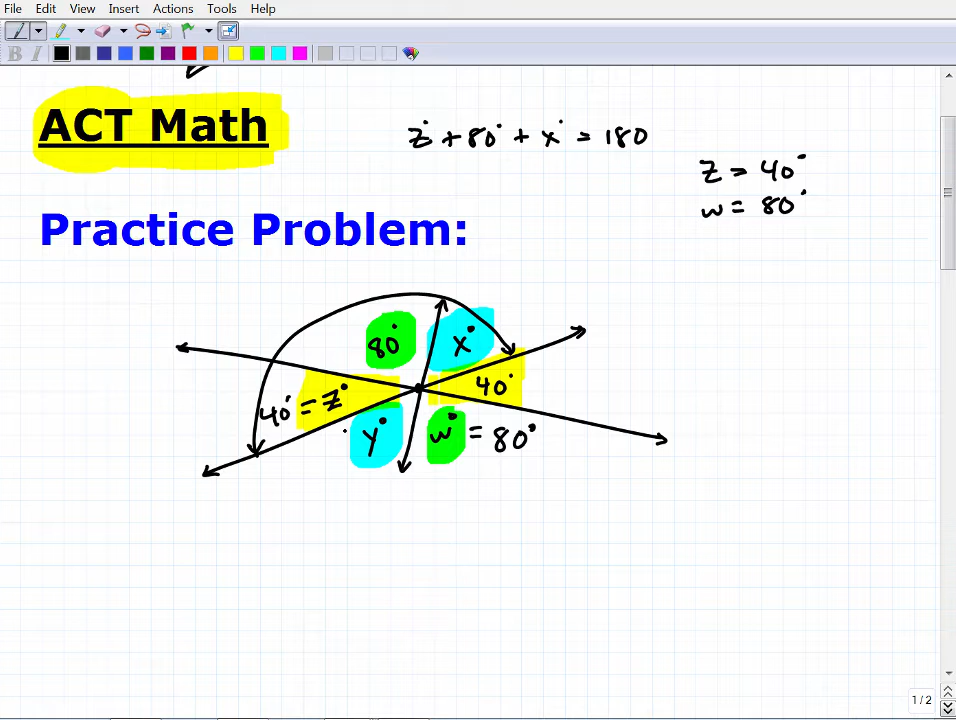 File Edit View Insert Actions Tools Help
B I
ACT Math
z° + 80° + x° = 180
z = 40°
w = 80°
Practice Problem:
80° x°
40° = z° 40°
y° w° = 80°
1 / 2